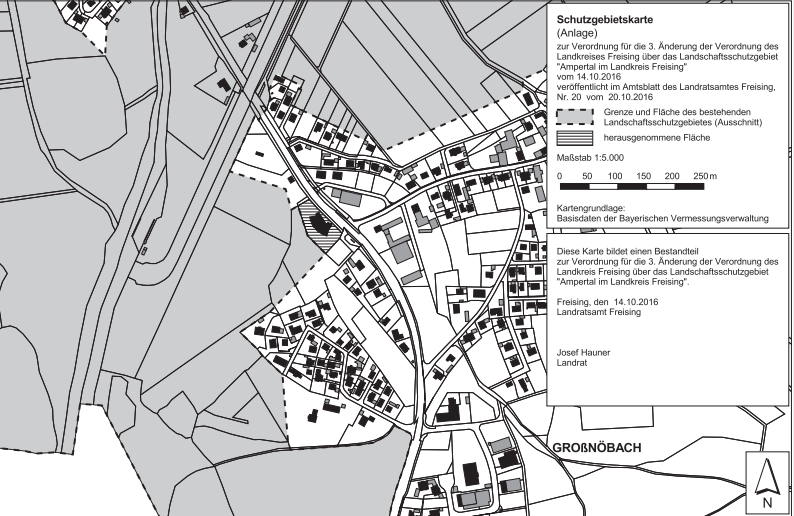 Schutzgebietskarte
(Anlage)
zur Verordnung für die 3. Änderung der Verordnung des
Landkreises Freising über das Landschaftsschutzgebiet
"Ampertal im Landkreis Freising"
vom 14.10.2016
veröffentlicht im Amtsblatt des Landratsamtes Freising,
Nr. 20 vom 20.10.2016
Grenze und Fläche des bestehenden
Landschaftsschutzgebietes (Ausschnitt)
herausgenommene Fläche
Maßstab 1:5.000
0 50 100 150 200 250 m
Kartengrundlage:
Basisdaten der Bayerischen Vermessungsverwaltung
Diese Karte bildet einen Bestandteil
zur Verordnung für die 3. Änderung der Verordnung des
Landkreis Freising über das Landschaftsschutzgebiet
"Ampertal im Landkreis Freising".
Freising, den 14.10.2016
Landratsamt Freising
Josef Hauner
Landrat
GROßNÖBACH
N